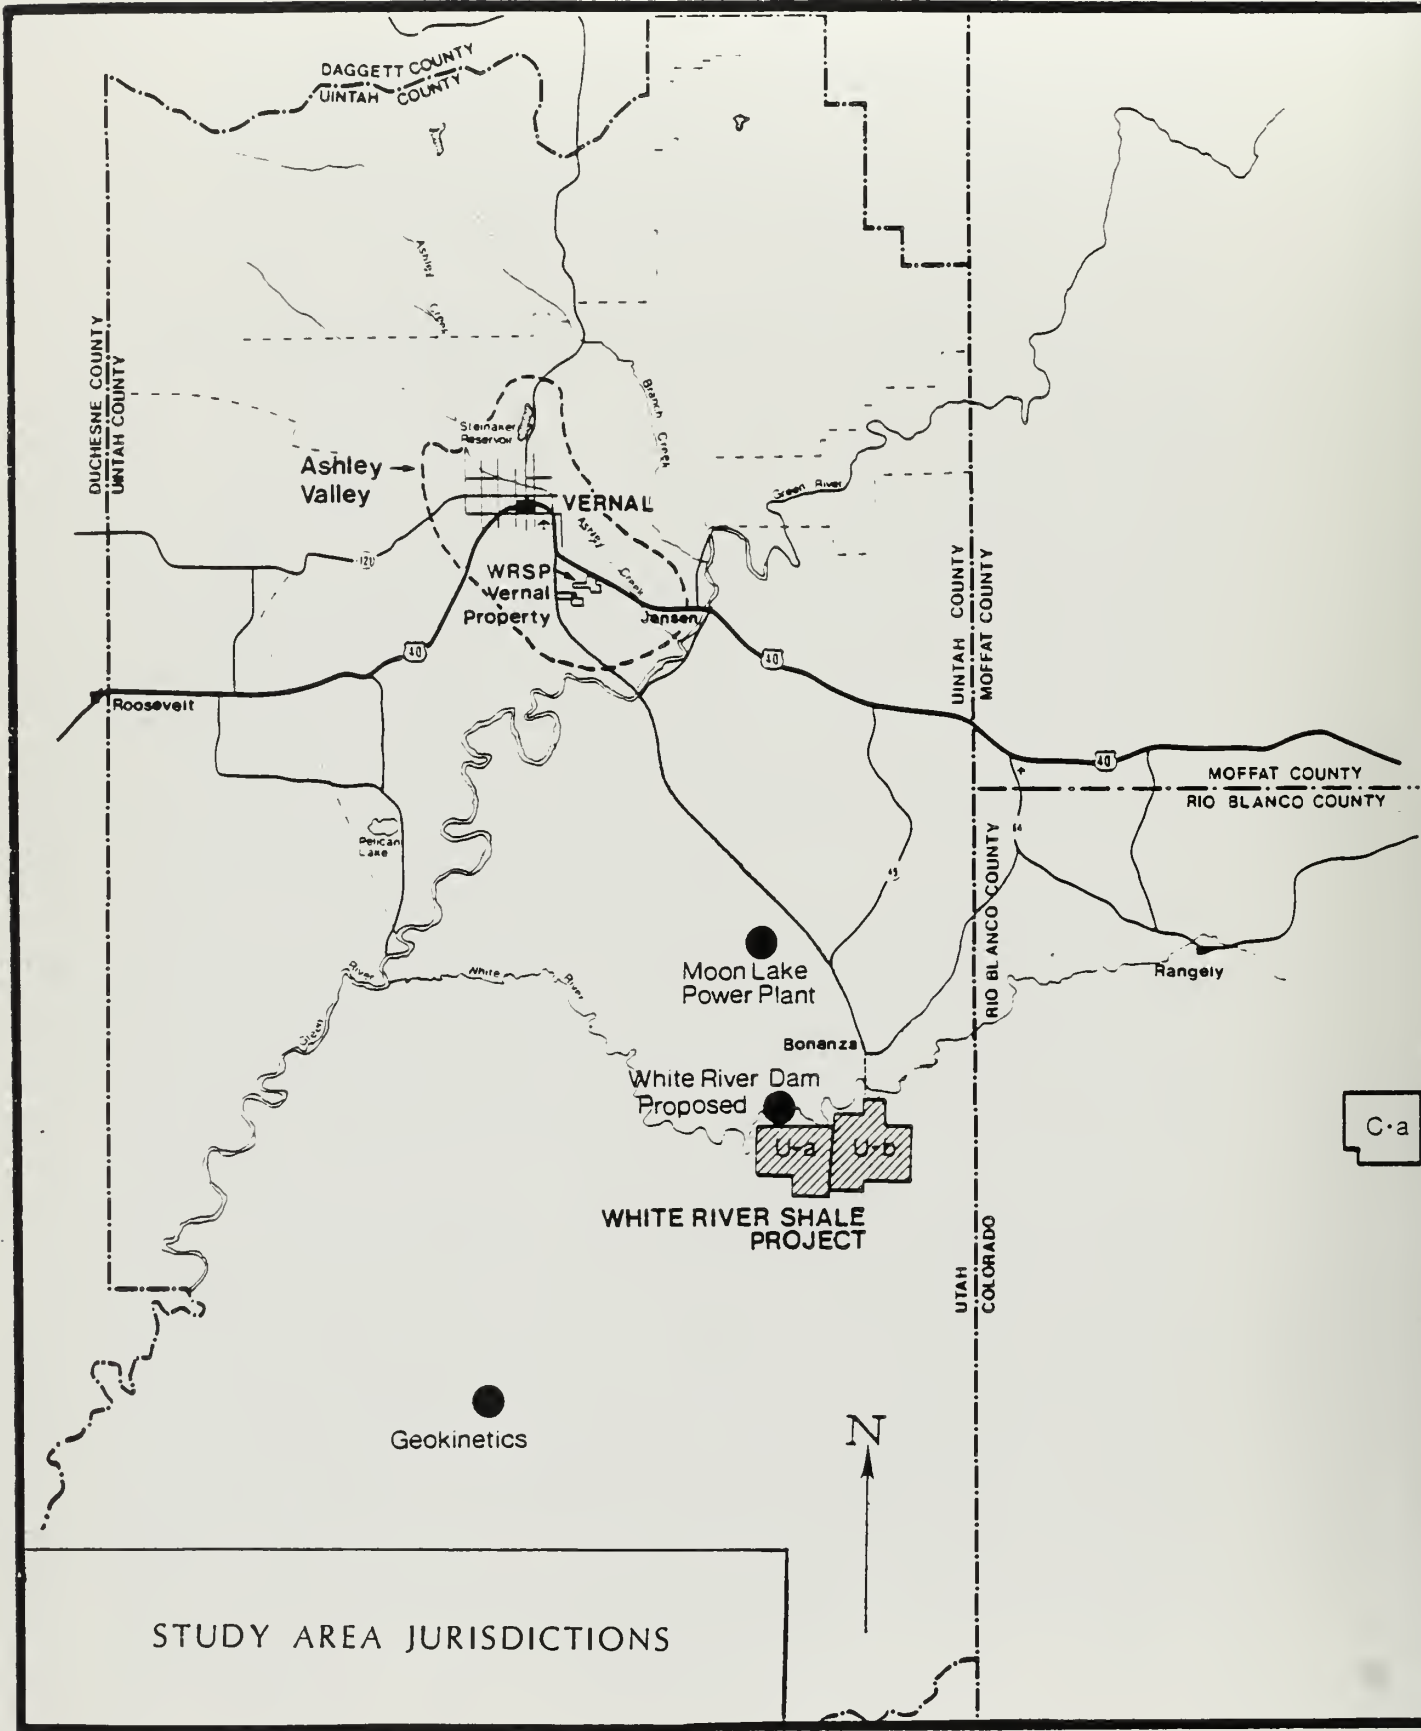 DAGGETT COUNTY
UINTAH COUNTY
Ashley
Creek
DUCHESNE COUNTY
UINTAH COUNTY
Branch Creek
Steinaker
Reservoir
Ashley
Valley
VERNAL
Green River
Ashley
Creek
120
WRSP
Vernal
Property
Jensen
UINTAH COUNTY
MOFFAT COUNTY
40
40
Roosevelt
40
MOFFAT COUNTY
RIO BLANCO COUNTY
64
Pelican
Lake
45
RIO BLANCO COUNTY
Moon Lake
Power Plant
River
White
River
Rangely
Green
Bonanza
White River Dam
Proposed
C-a
U-a
U-b
WHITE RIVER SHALE
PROJECT
UTAH
COLORADO
Geokinetics
N
STUDY AREA JURISDICTIONS